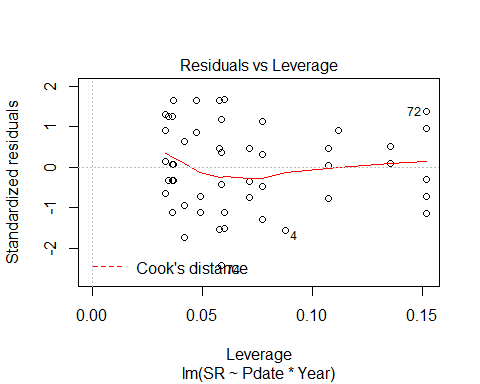 Residuals vs Leverage
Standardized residuals
2
1
0
-1
-2
72
4
74
Cook's distance
0.00 0.05 0.10 0.15
Leverage
lm(SR ~ Pdate * Year)